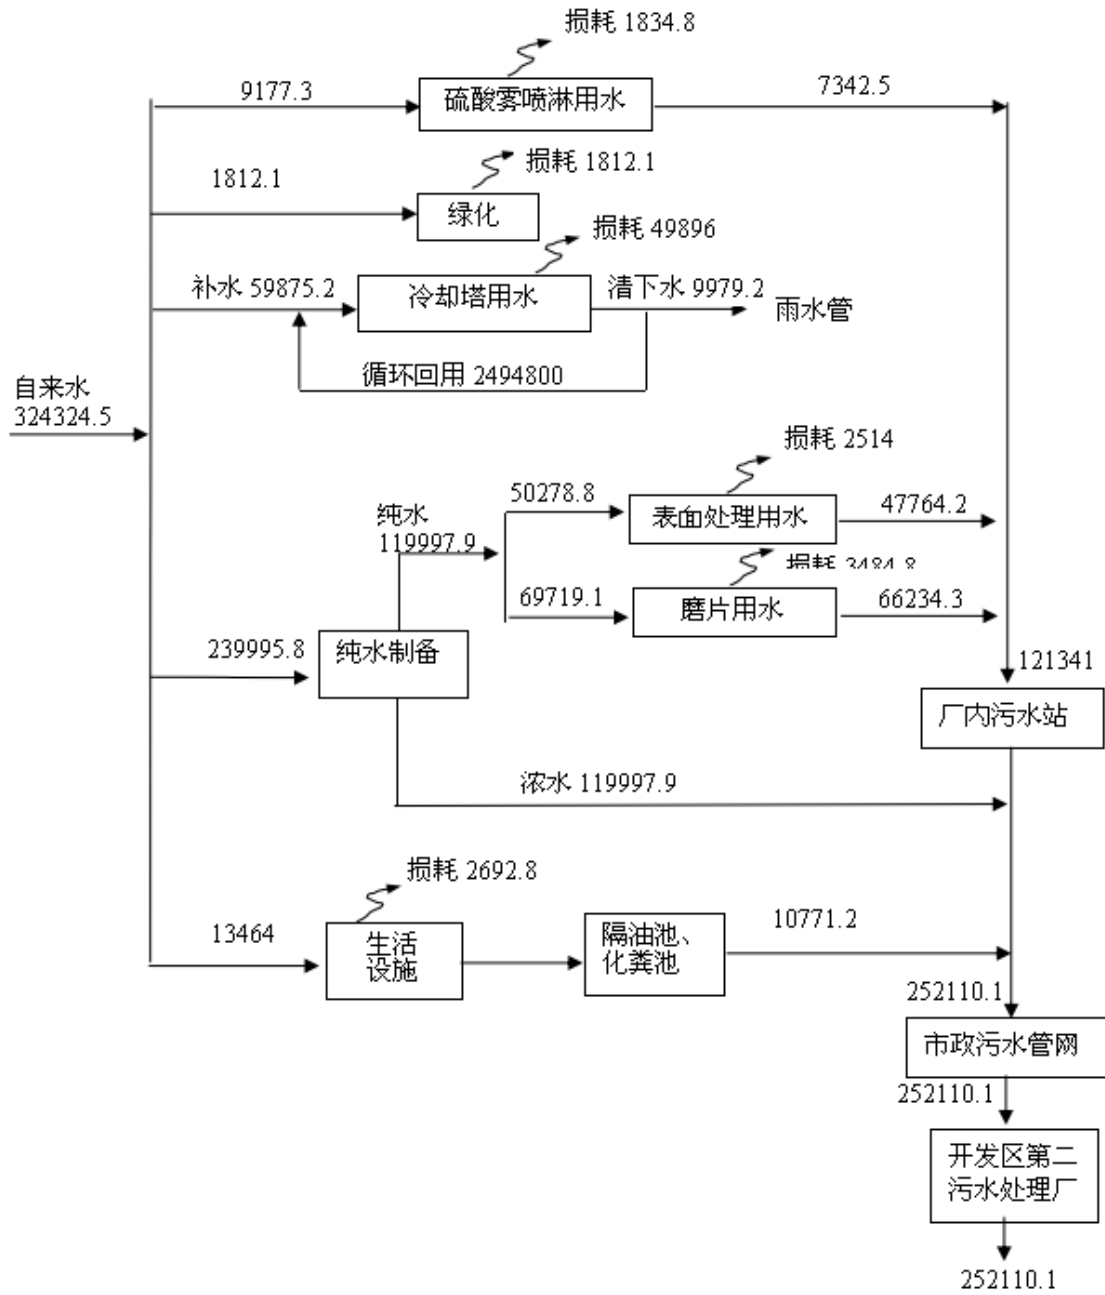 损耗 1834.8
9177.3
硫酸雾喷淋用水
7342.5
损耗 1812.1
1812.1
绿化
损耗 49896
补水 59875.2
冷却塔用水
清下水 9979.2
雨水管
循环回用 2494800
自来水
324324.5
损耗 2514
50278.8
表面处理用水
47764.2
纯水
119997.9
损耗 3484.8
69719.1
磨片用水
66234.3
239995.8
纯水制备
121341
厂内污水站
浓水 119997.9
损耗 2692.8
13464
生活
设施
隔油池、
化粪池
10771.2
252110.1
市政污水管网
252110.1
开发区第二
污水处理厂
252110.1